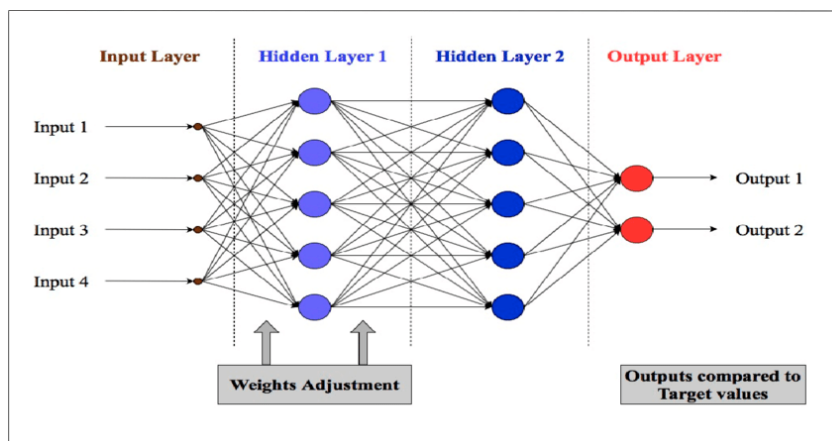 Input Layer
Hidden Layer 1
Hidden Layer 2
Output Layer
Input 1
Input 2
Input 3
Input 4
Output 1
Output 2
Weights Adjustment
Outputs compared to
Target values